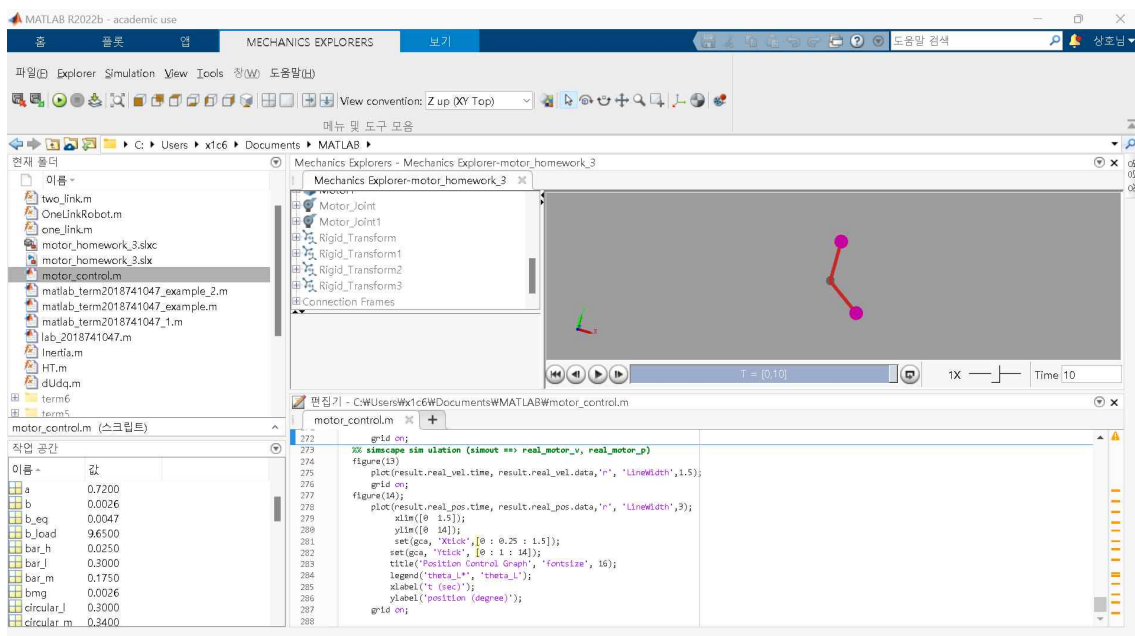 MATLAB R2022b - academic use
홈 플롯 앱 MECHANICS EXPLORERS 보기 도움말 검색 상호님
파일(F) Explorer Simulation View Tools 창(W) 도움말(H)
View convention: Z up (XY Top)
메뉴 및 도구 모음
C: Users x1c6 Documents MATLAB
현재 폴더
이름
two_link.m
OneLinkRobot.m
one_link.m
motor_homework_3.slxc
motor_homework_3.slx
motor_control.m
matlab_term2018741047_example_2.m
matlab_term2018741047_example.m
matlab_term2018741047_1.m
lab_2018741047.m
Inertia.m
HT.m
dUdq.m
term6
term5
motor_control.m (스크립트)
작업 공간
이름 값
a 0.7200
b 0.0026
b_eq 0.0047
b_load 9.6500
bar_h 0.0250
bar_l 0.3000
bar_m 0.1750
bmg 0.0026
circular_l 0.3000
circular_m 0.3400
Mechanics Explorers - Mechanics Explorer-motor_homework_3
Mechanics Explorer-motor_homework_3
Motor_Joint
Motor_Joint1
Rigid_Transform
Rigid_Transform1
Rigid_Transform2
Rigid_Transform3
Connection Frames
T = [0,10] 1X Time 10
편집기 - C:₩Users₩x1c6₩Documents₩MATLAB₩motor_control.m
motor_control.m
272 grid on;
273 %% simscape sim ulation (simout ==> real_motor_v, real_motor_p)
274 figure(13)
275 plot(result.real_vel.time, result.real_vel.data,'r', 'LineWidth',1.5);
276 grid on;
277 figure(14);
278 plot(result.real_pos.time, result.real_pos.data,'r', 'LineWidth',3);
279 xlim([0 1.5]);
280 ylim([0 14]);
281 set(gca, 'Xtick',[0 : 0.25 : 1.5]);
282 set(gca, 'Ytick', [0 : 1 : 14]);
283 title('Position Control Graph', 'fontsize', 16);
284 legend('theta_L*', 'theta_L');
285 xlabel('t (sec)');
286 ylabel('position (degree)');
287 grid on;
288